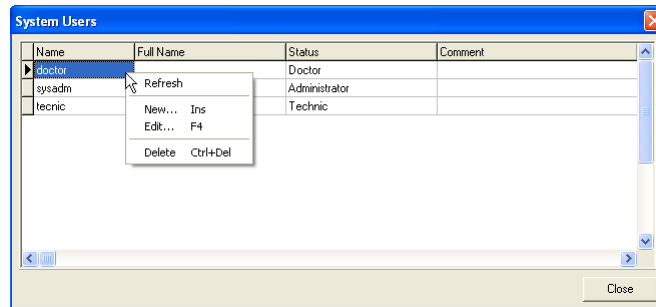 System Users
Name Full Name Status Comment
doctor Doctor
sysadm Administrator
tecnic Technic
Refresh
New... Ins
Edit... F4
Delete Ctrl+Del
Close